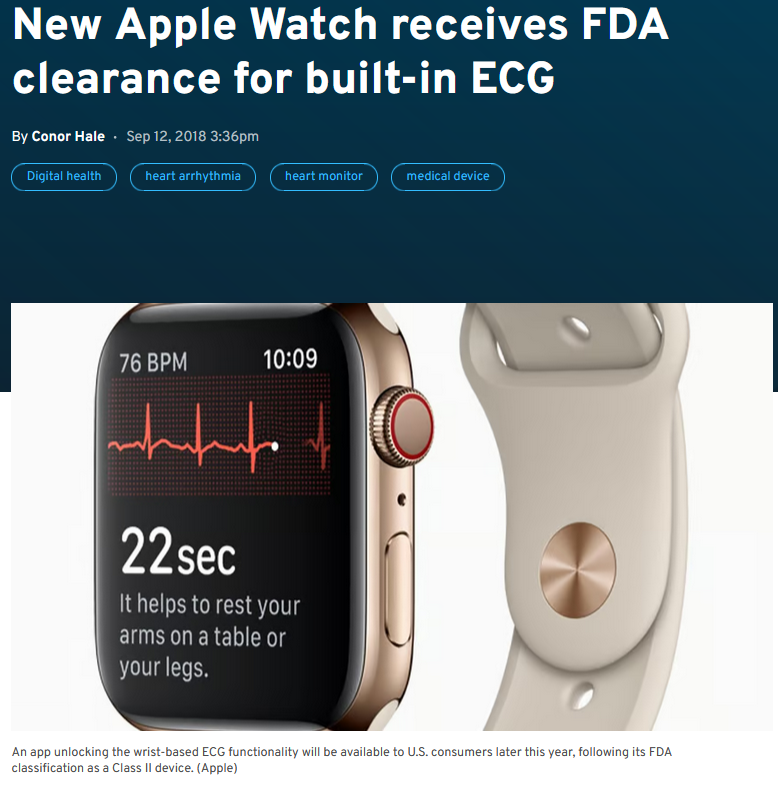 New Apple Watch receives FDA
clearance for built-in ECG
By Conor Hale · Sep 12, 2018 3:36pm
Digital health heart arrhythmia heart monitor medical device
76 BPM 10:09
22sec
It helps to rest your
arms on a table or
your legs.
An app unlocking the wrist-based ECG functionality will be available to U.S. consumers later this year, following its FDA
classification as a Class II device. (Apple)